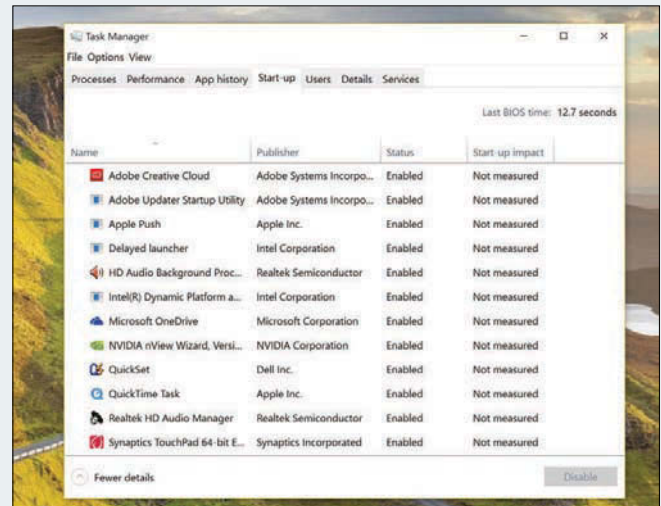 Task Manager
File Options View
Processes Performance App history Start-up Users Details Services
Last BIOS time: 12.7 seconds
Name Publisher Status Start-up impact
Adobe Creative Cloud Adobe Systems Incorpo... Enabled Not measured
Adobe Updater Startup Utility Adobe Systems Incorpo... Enabled Not measured
Apple Push Apple Inc. Enabled Not measured
Delayed launcher Intel Corporation Enabled Not measured
HD Audio Background Proc... Realtek Semiconductor Enabled Not measured
Intel(R) Dynamic Platform a... Intel Corporation Enabled Not measured
Microsoft OneDrive Microsoft Corporation Enabled Not measured
NVIDIA nView Wizard, Versi... NVIDIA Corporation Enabled Not measured
QuickSet Dell Inc. Enabled Not measured
QuickTime Task Apple Inc. Enabled Not measured
Realtek HD Audio Manager Realtek Semiconductor Enabled Not measured
Synaptics TouchPad 64-bit E... Synaptics Incorporated Enabled Not measured
Fewer details Disable